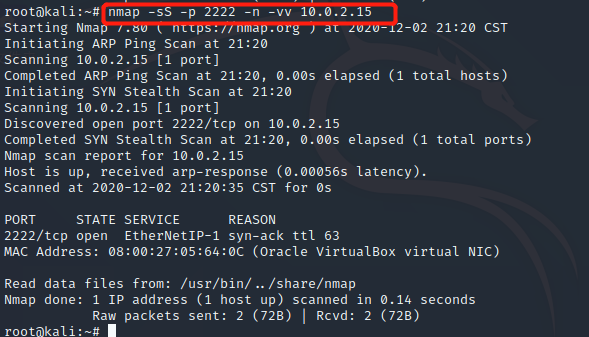 root@kali:~# nmap -sS -p 2222 -n -vv 10.0.2.15
Starting Nmap 7.80 ( https://nmap.org ) at 2020-12-02 21:20 CST
Initiating ARP Ping Scan at 21:20
Scanning 10.0.2.15 [1 port]
Completed ARP Ping Scan at 21:20, 0.00s elapsed (1 total hosts)
Initiating SYN Stealth Scan at 21:20
Scanning 10.0.2.15 [1 port]
Discovered open port 2222/tcp on 10.0.2.15
Completed SYN Stealth Scan at 21:20, 0.00s elapsed (1 total ports)
Nmap scan report for 10.0.2.15
Host is up, received arp-response (0.00056s latency).
Scanned at 2020-12-02 21:20:35 CST for 0s
PORT     STATE SERVICE      REASON
2222/tcp open  EtherNetIP-1 syn-ack ttl 63
MAC Address: 08:00:27:05:64:0C (Oracle VirtualBox virtual NIC)
Read data files from: /usr/bin/../share/nmap
Nmap done: 1 IP address (1 host up) scanned in 0.14 seconds
           Raw packets sent: 2 (72B) | Rcvd: 2 (72B)
root@kali:~#